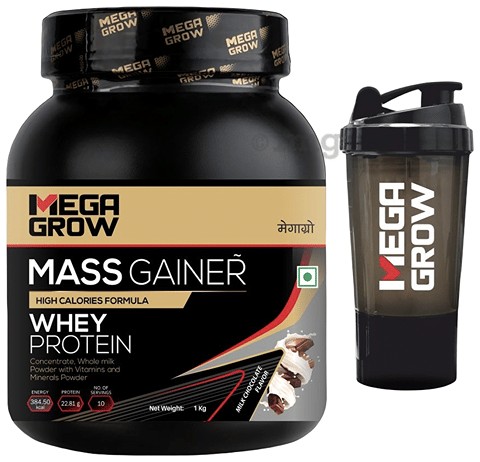 MEGA
GROW
MEGA
GROW
मेगाग्रो
MASS GAINER
HIGH CALORIES FORMULA
WHEY
PROTEIN
Concentrate, Whole milk
Powder with Vitamins and
Minerals Powder
ENERGY PROTEIN NO. OF
SERVINGS
384.50
Kcal 22.81 g 10
Net Weight: 1 Kg
MILK CHOCOLATE
FLAVOR
MEGA
GROW